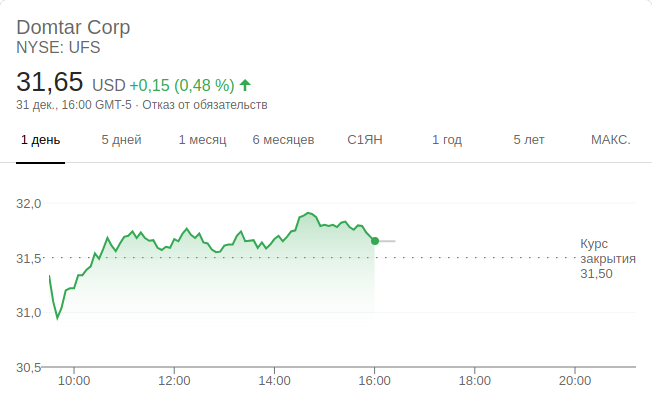 Domtar Corp
NYSE: UFS
31,65 USD +0,15 (0,48 %)
31 дек., 16:00 GMT-5 · Отказ от обязательств
1 день 5 дней 1 месяц 6 месяцев С1ЯН 1 год 5 лет МАКС.
32,0
31,5
31,0
30,5
Курс
закрытия
31,50
10:00 12:00 14:00 16:00 18:00 20:00